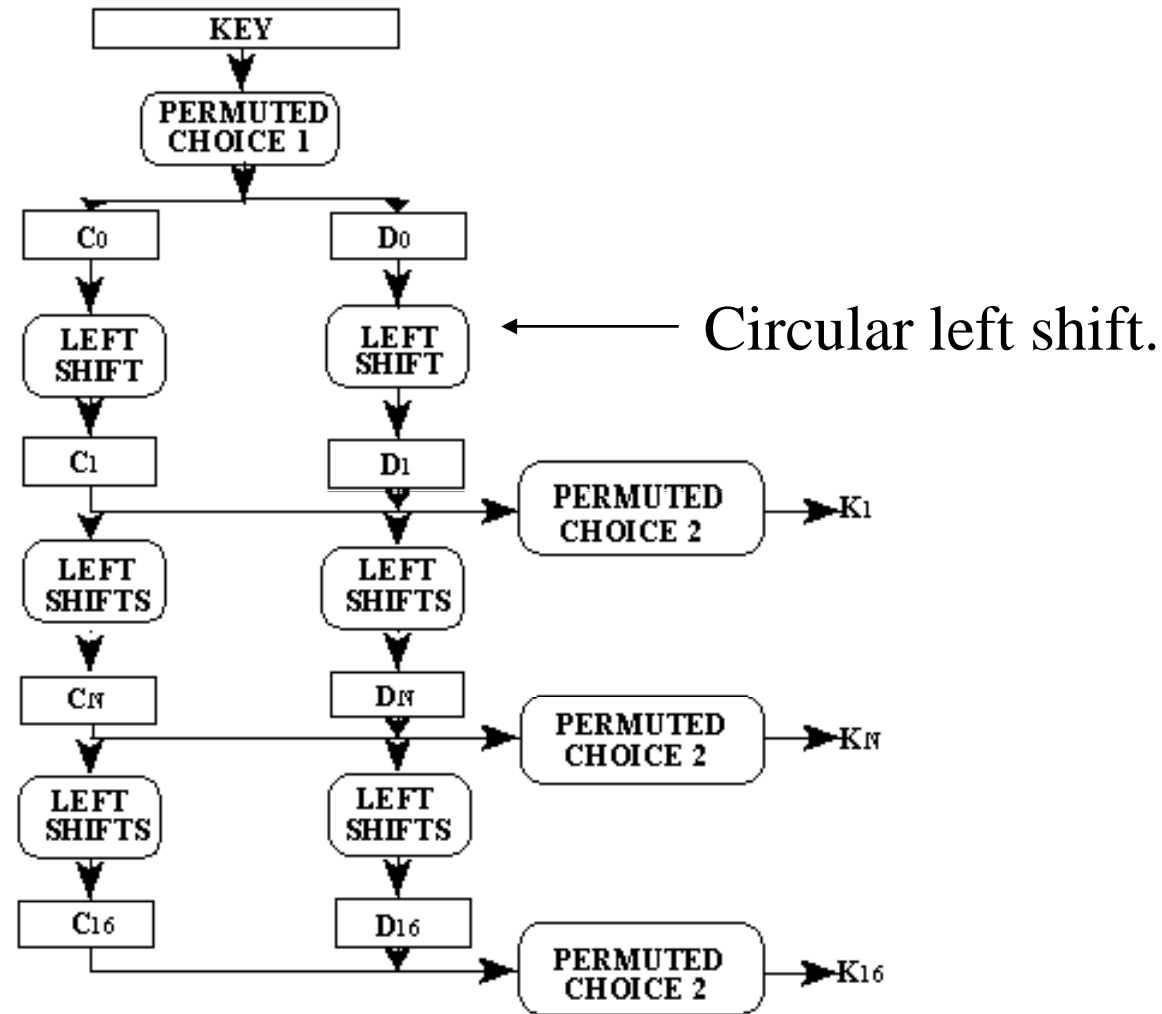 KEY
PERMUTED
CHOICE 1
C0
D0
LEFT
SHIFT
LEFT
SHIFT
Circular left shift.
C1
D1
PERMUTED
CHOICE 2
K1
LEFT
SHIFTS
LEFT
SHIFTS
CN
DN
PERMUTED
CHOICE 2
KN
LEFT
SHIFTS
LEFT
SHIFTS
C16
D16
PERMUTED
CHOICE 2
K16